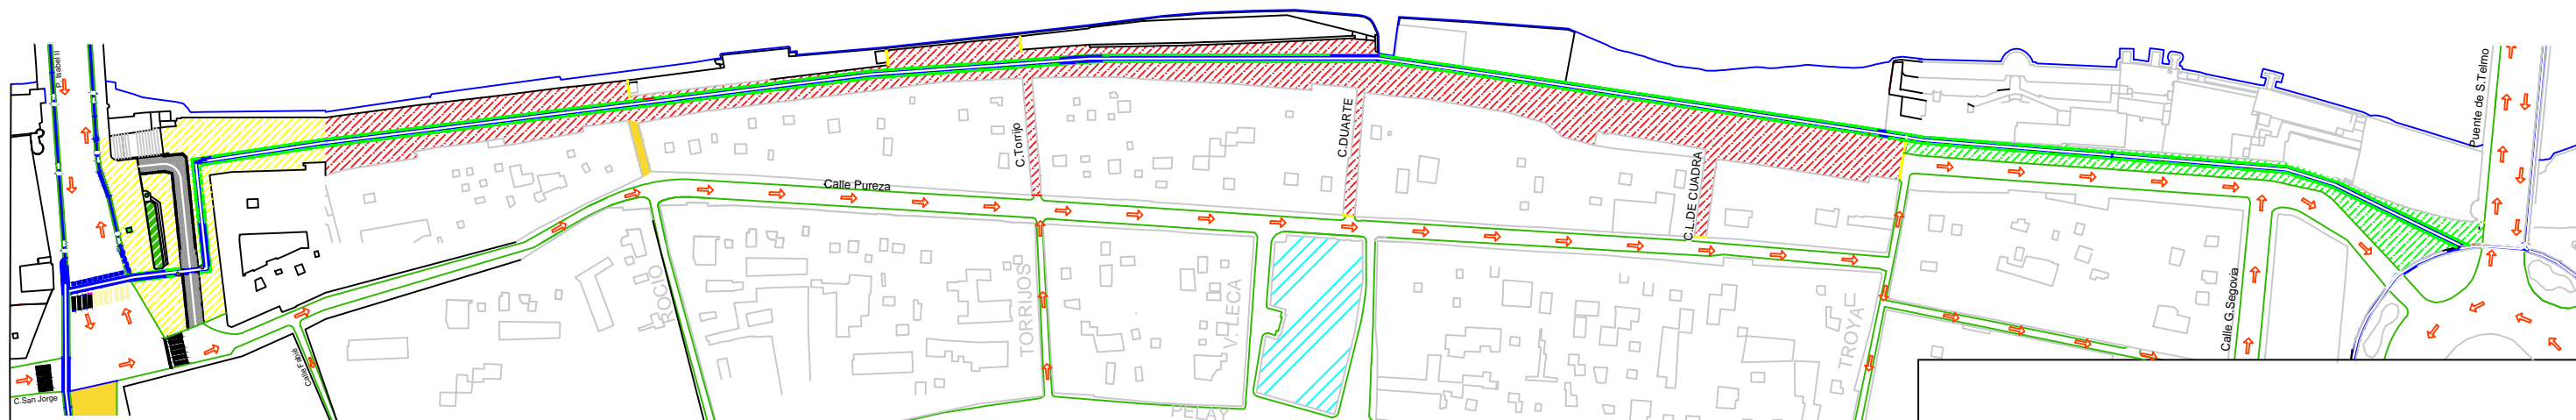 P. Isabel II
Puente de S.Telmo
C.Torrijo
C.DUARTE
C.L.DE CUADRA
Calle Pureza
ROCIO
TORRIJOS
V. LECA
TROYA
Calle G.Segovia
Calle Fabié
C.San Jorge
PELAY